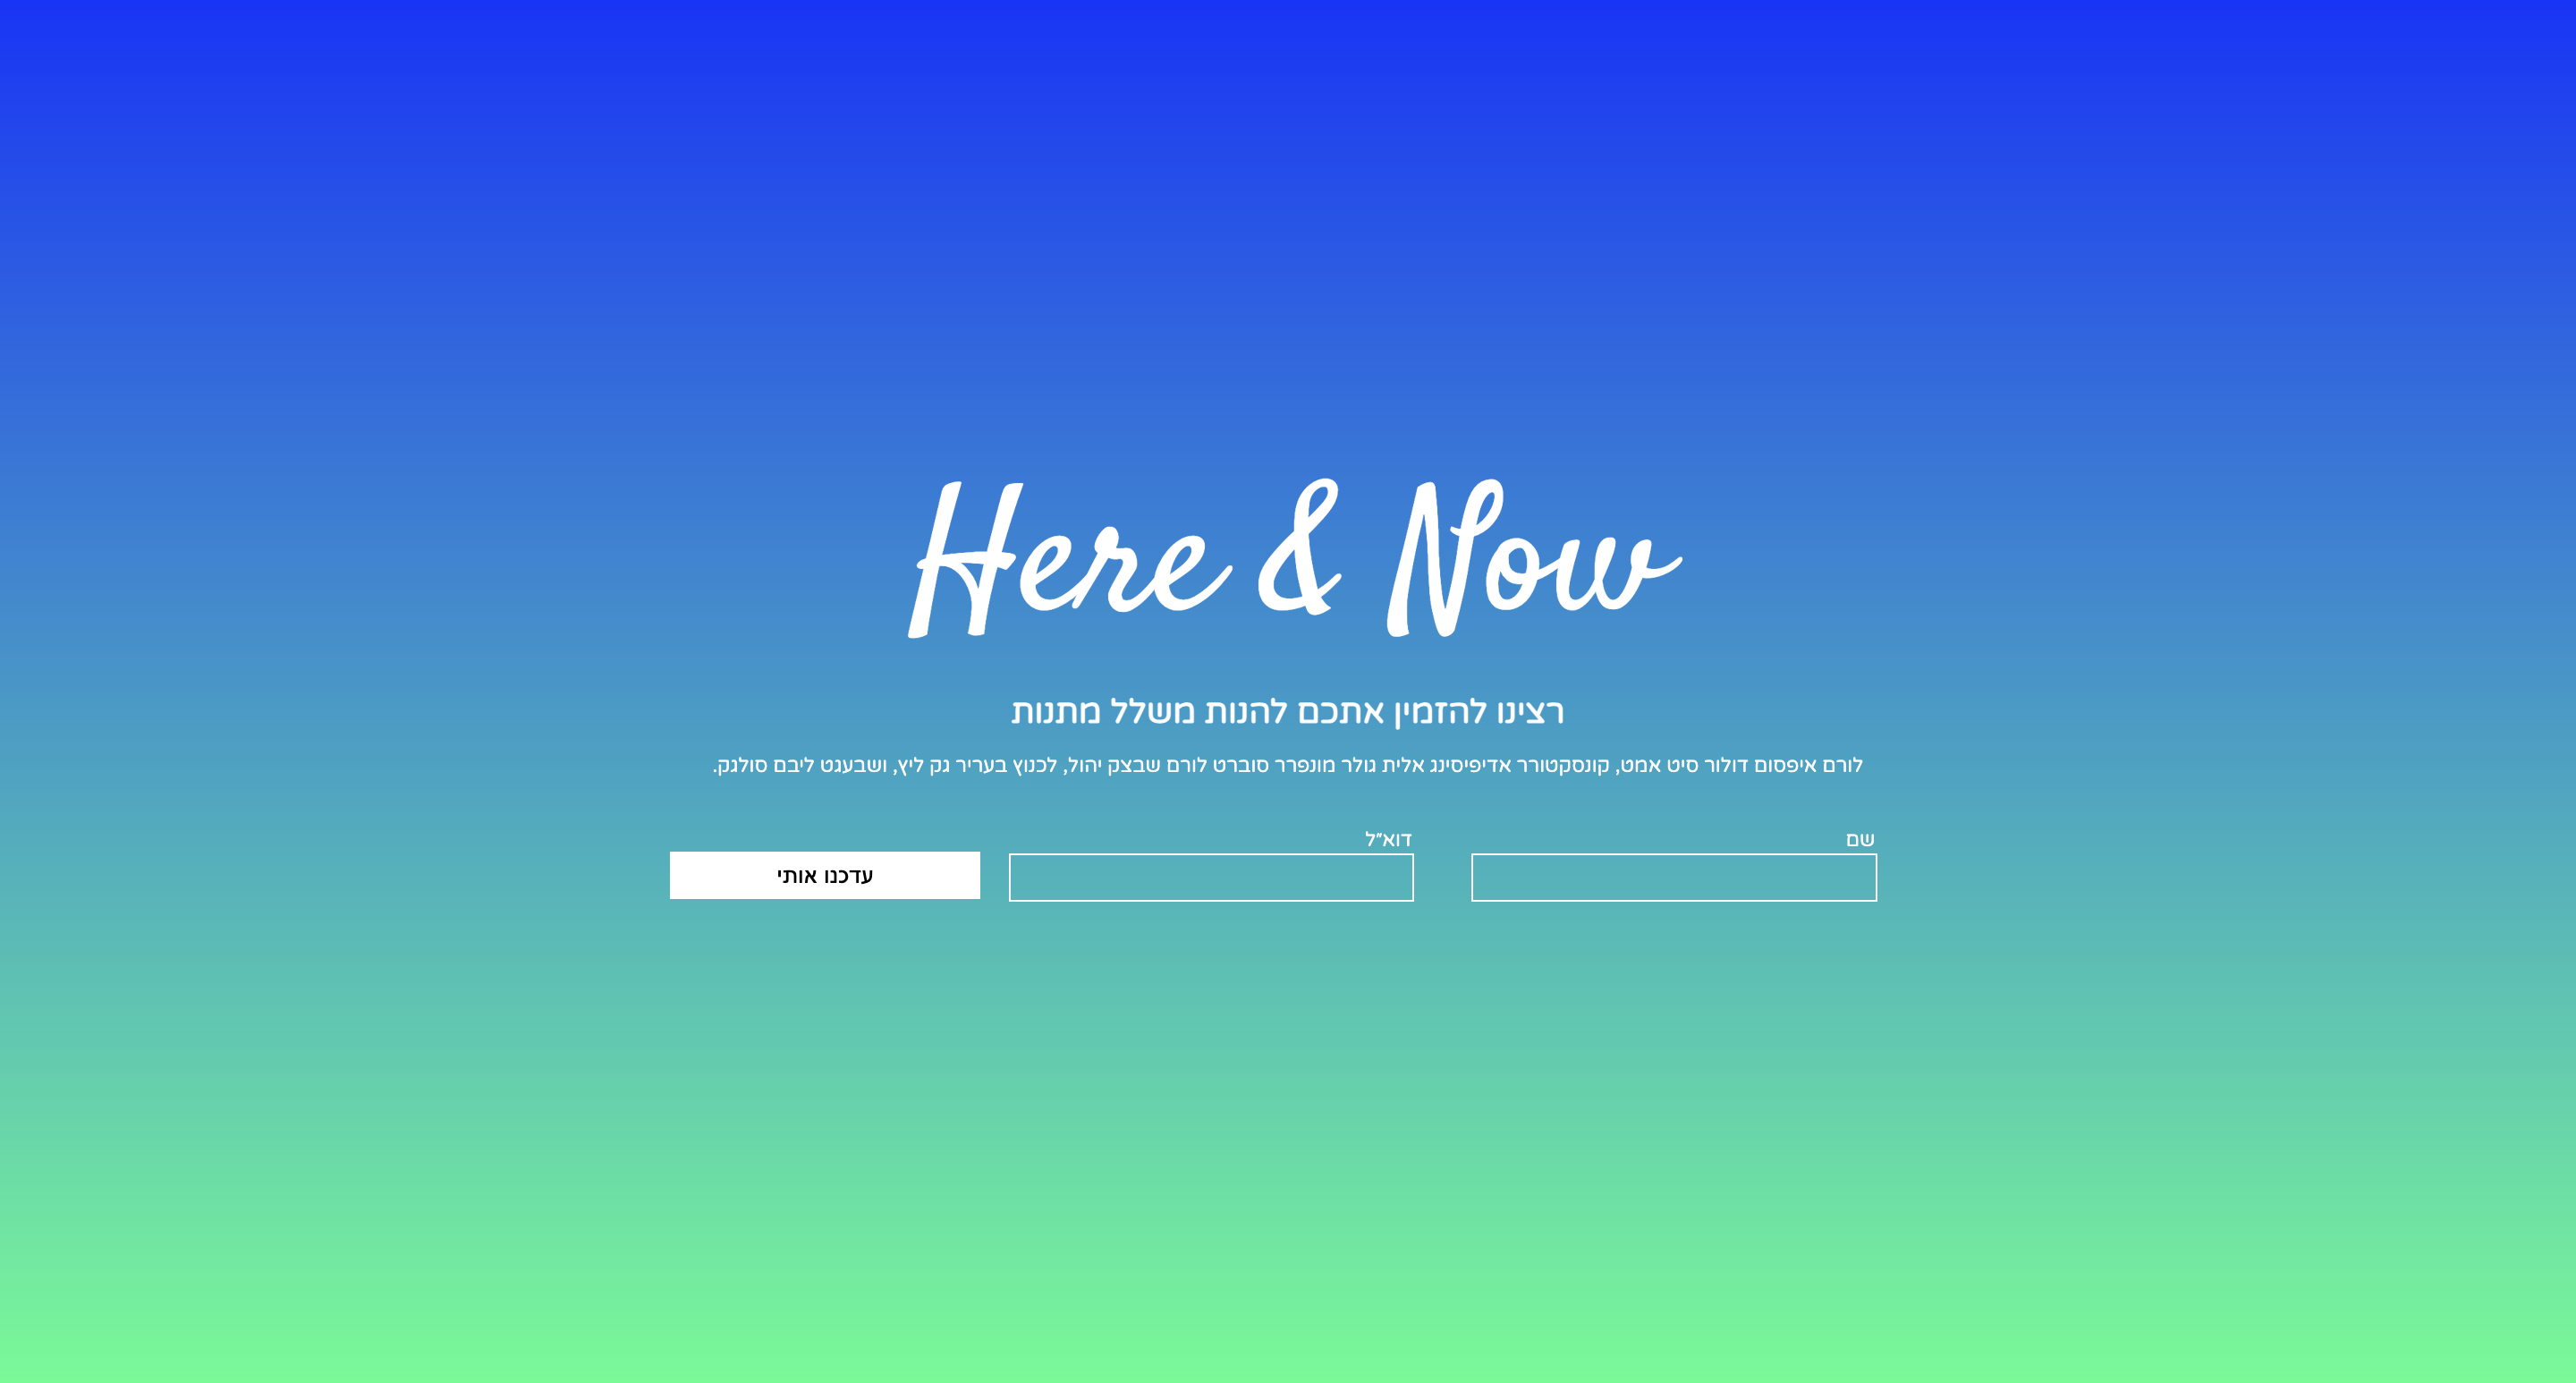 Here & Now
רצינו להזמין אתכם להנות משלל מתנות
לורם איפסום דולור סיט אמט, קונסקטורר אדיפיסינג אלית גולר מונפרר סוברט לורם שבצק יהול, לכנוץ בעריר גק ליץ, ושבעגט ליבם סולגק.
שם
דוא״ל
עדכנו אותי